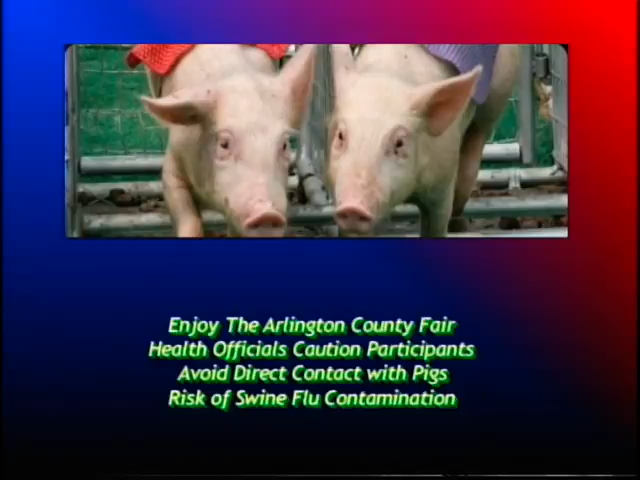 Enjoy The Arlington County Fair
Health Officials Caution Participants
Avoid Direct Contact with Pigs
Risk of Swine Flu Contamination